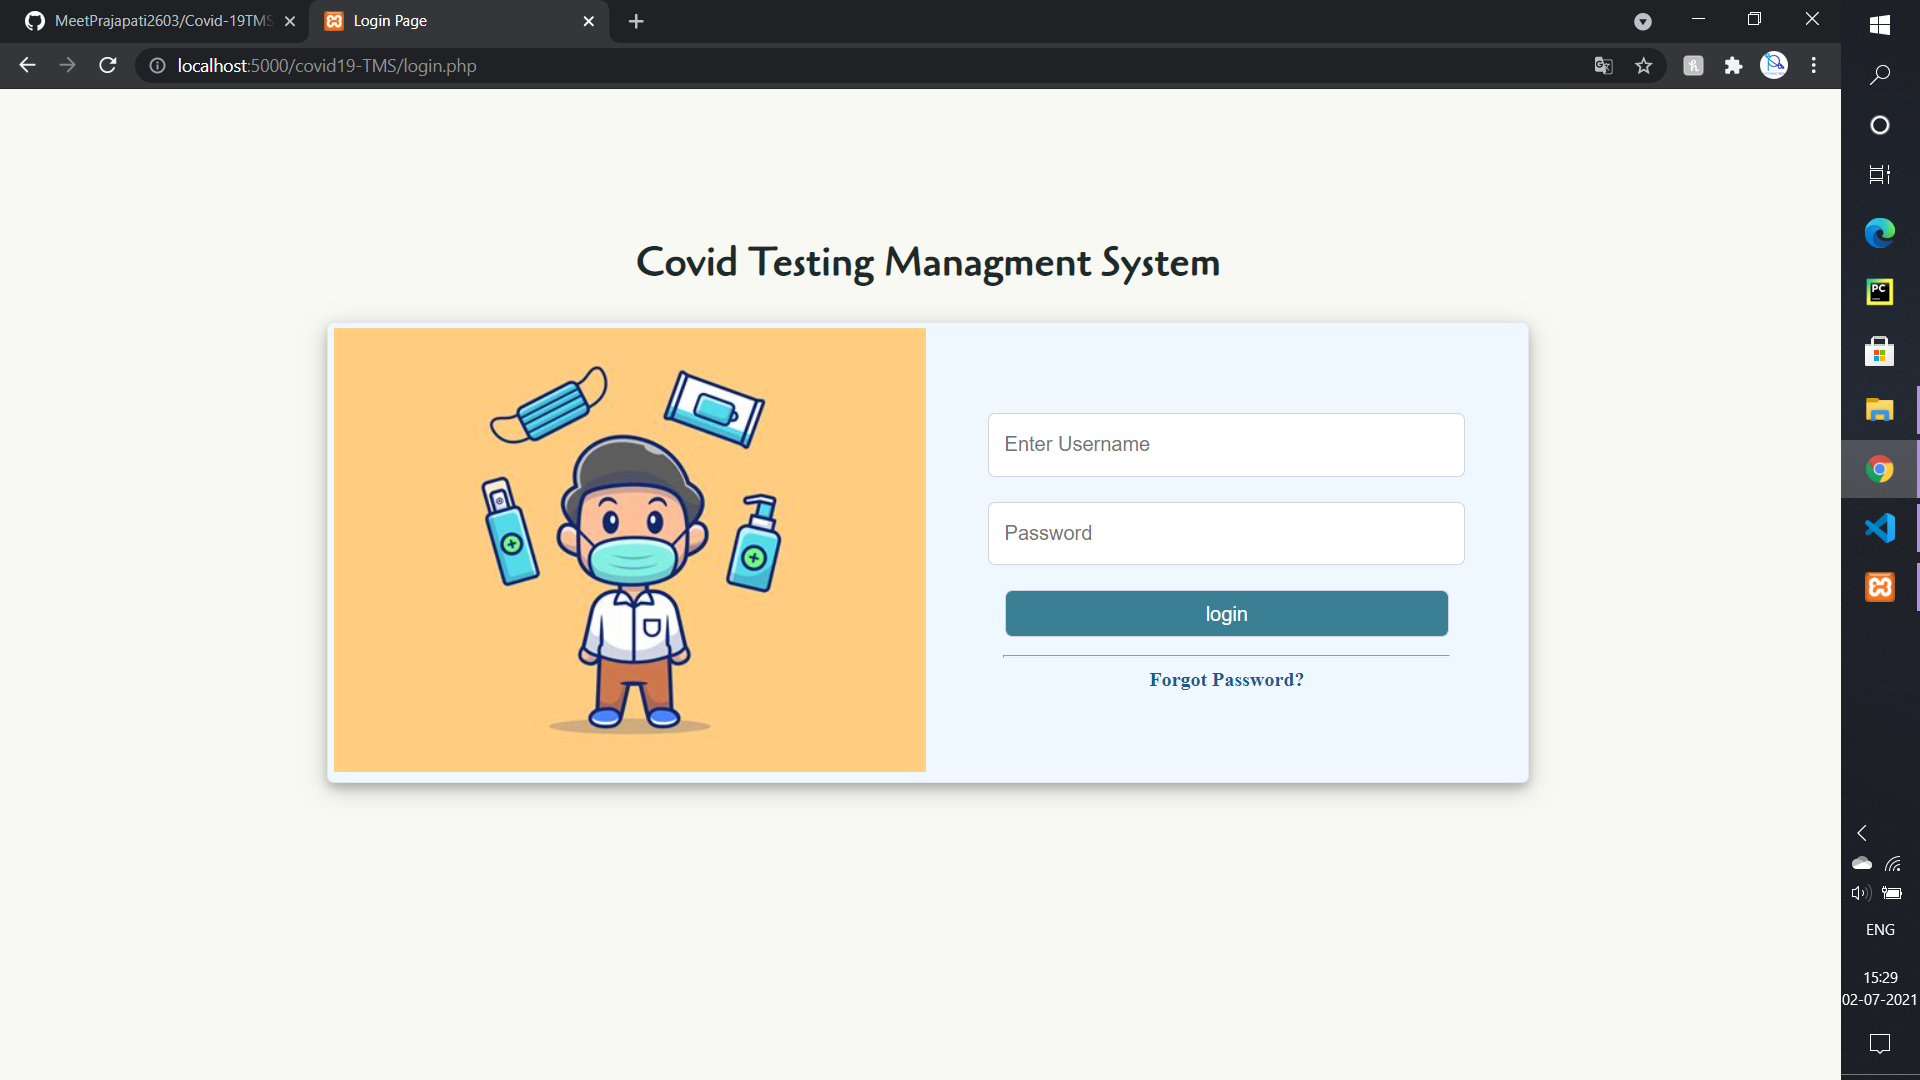 MeetPrajapati2603/Covid-19TMS
Login Page
localhost:5000/covid19-TMS/login.php
Covid Testing Managment System
Enter Username
Password
login
Forgot Password?
PC
ENG
15:29
02-07-2021